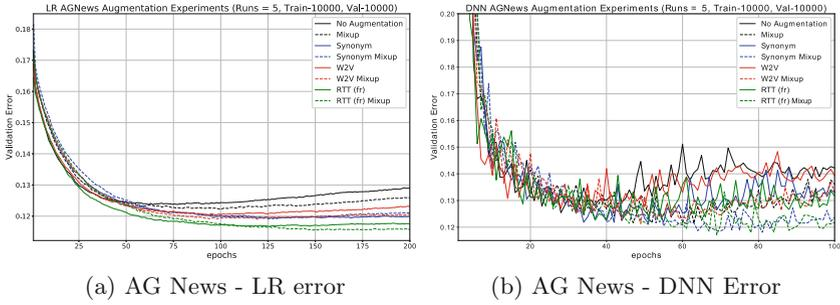 LR AGNews Augmentation Experiments (Runs = 5, Train-10000, Val-10000)
0.18
0.17
0.16
0.15
0.14
0.13
0.12
Validation Error
No Augmentation
Mixup
Synonym
Synonym Mixup
W2V
W2V Mixup
RTT (fr)
RTT (fr) Mixup
25
50
75
100
125
150
175
200
epochs
(a) AG News - LR error
DNN AGNews Augmentation Experiments (Runs = 5, Train-10000, Val-10000)
0.20
0.19
0.18
0.17
0.16
0.15
0.14
0.13
0.12
Validation Error
No Augmentation
Mixup
Synonym
Synonym Mixup
W2V
W2V Mixup
RTT (fr)
RTT (fr) Mixup
20
40
60
80
100
epochs
(b) AG News - DNN Error